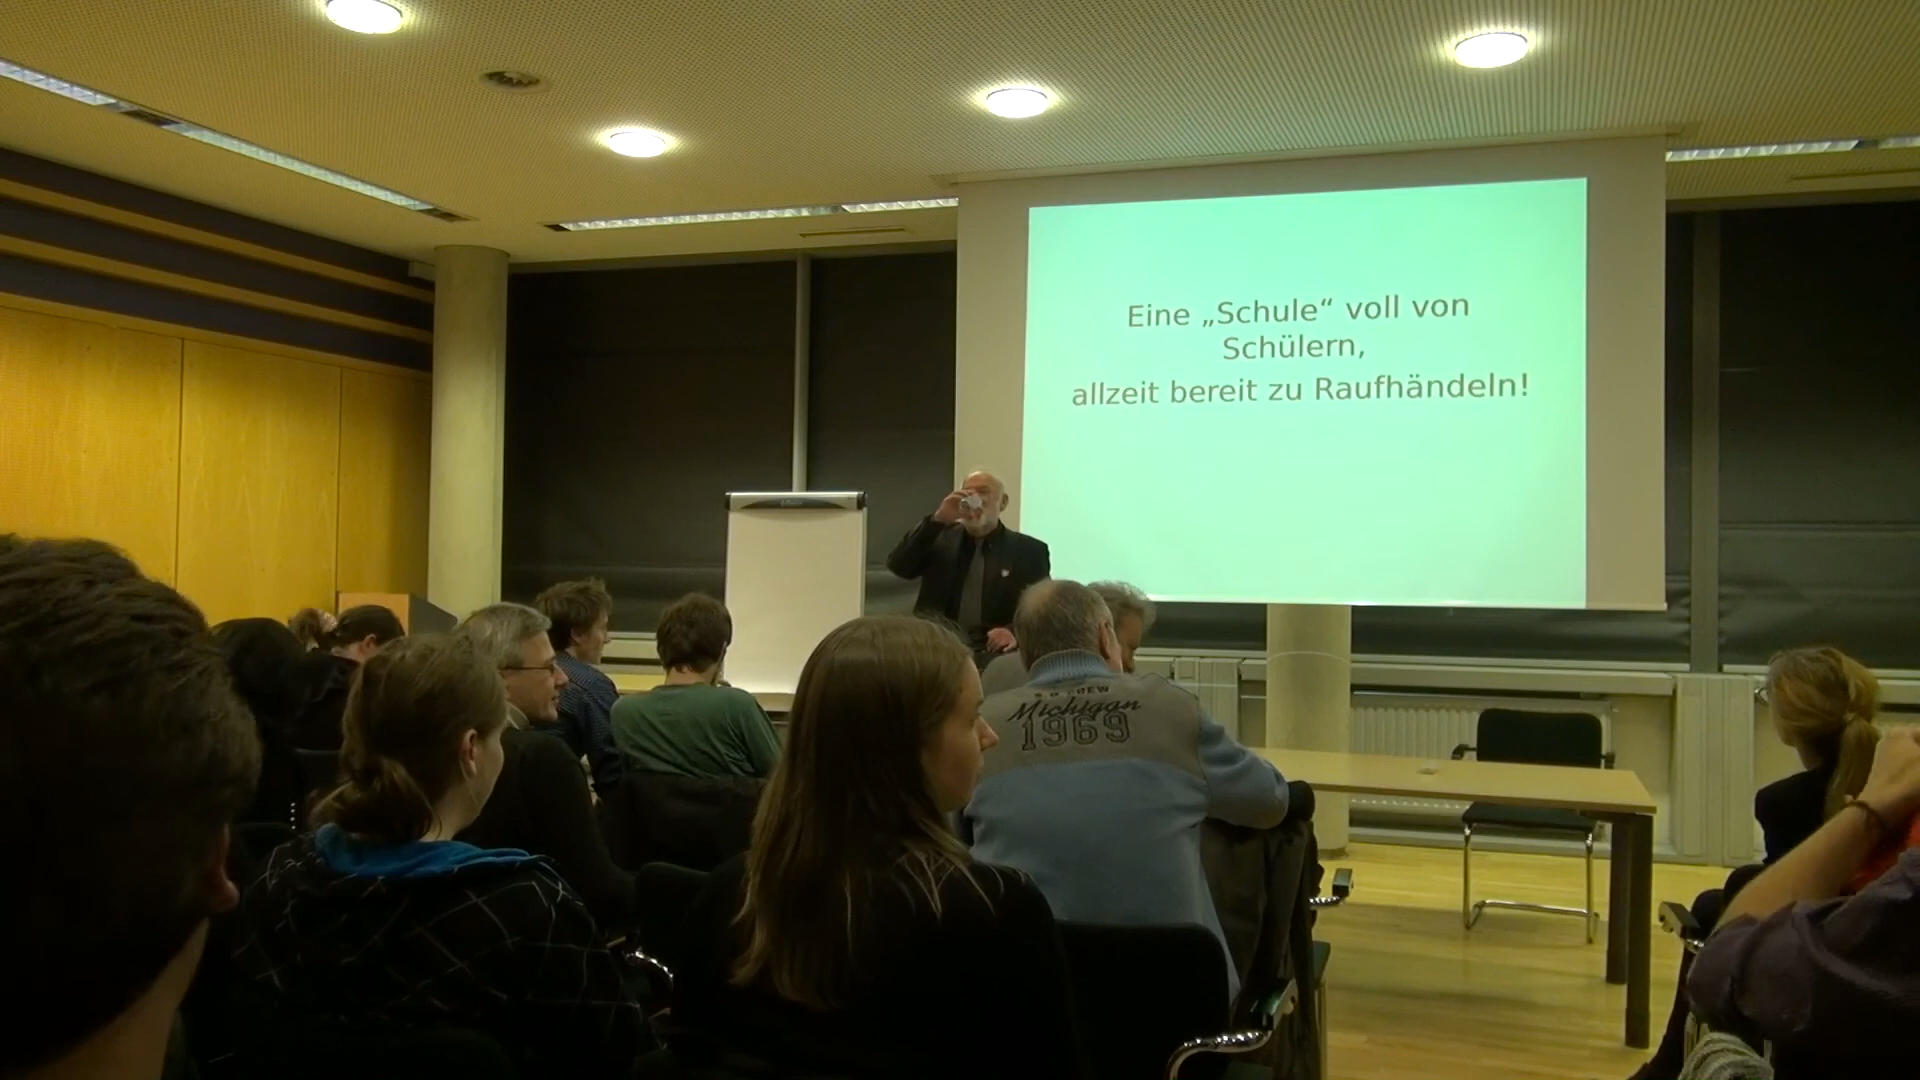 Eine „Schule“ voll von
Schülern,
allzeit bereit zu Raufhändeln!
Michigan
1969